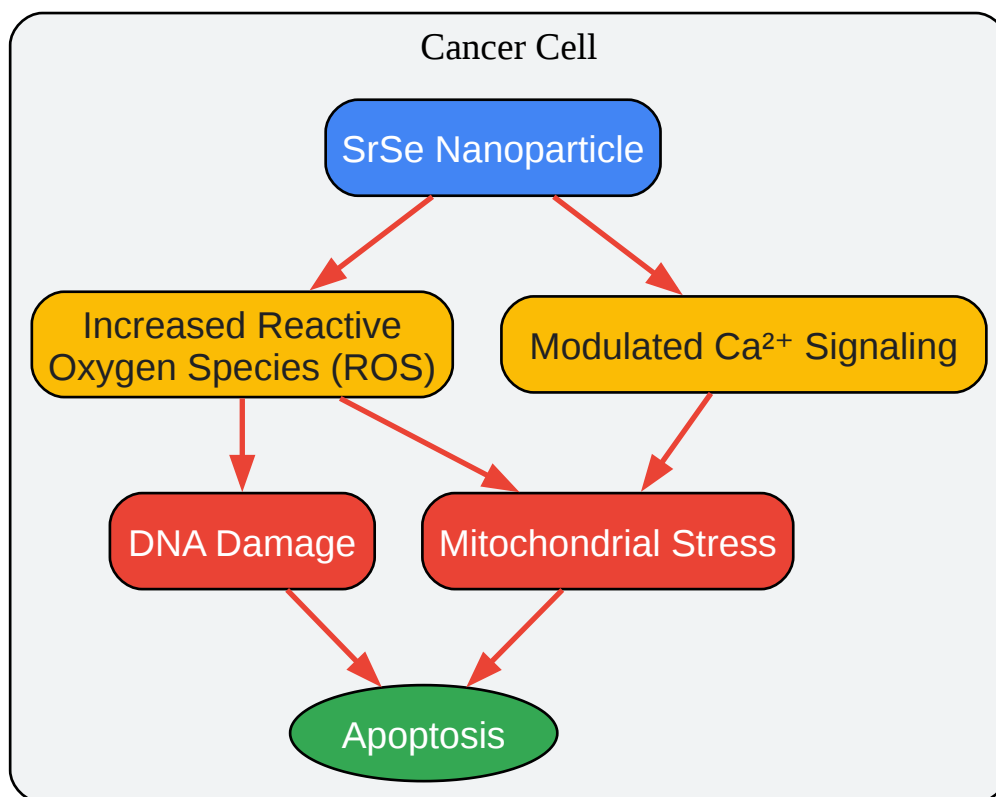 Cancer Cell
SrSe Nanoparticle
Increased Reactive
Oxygen Species (ROS)
Modulated Ca²⁺ Signaling
DNA Damage
Mitochondrial Stress
Apoptosis